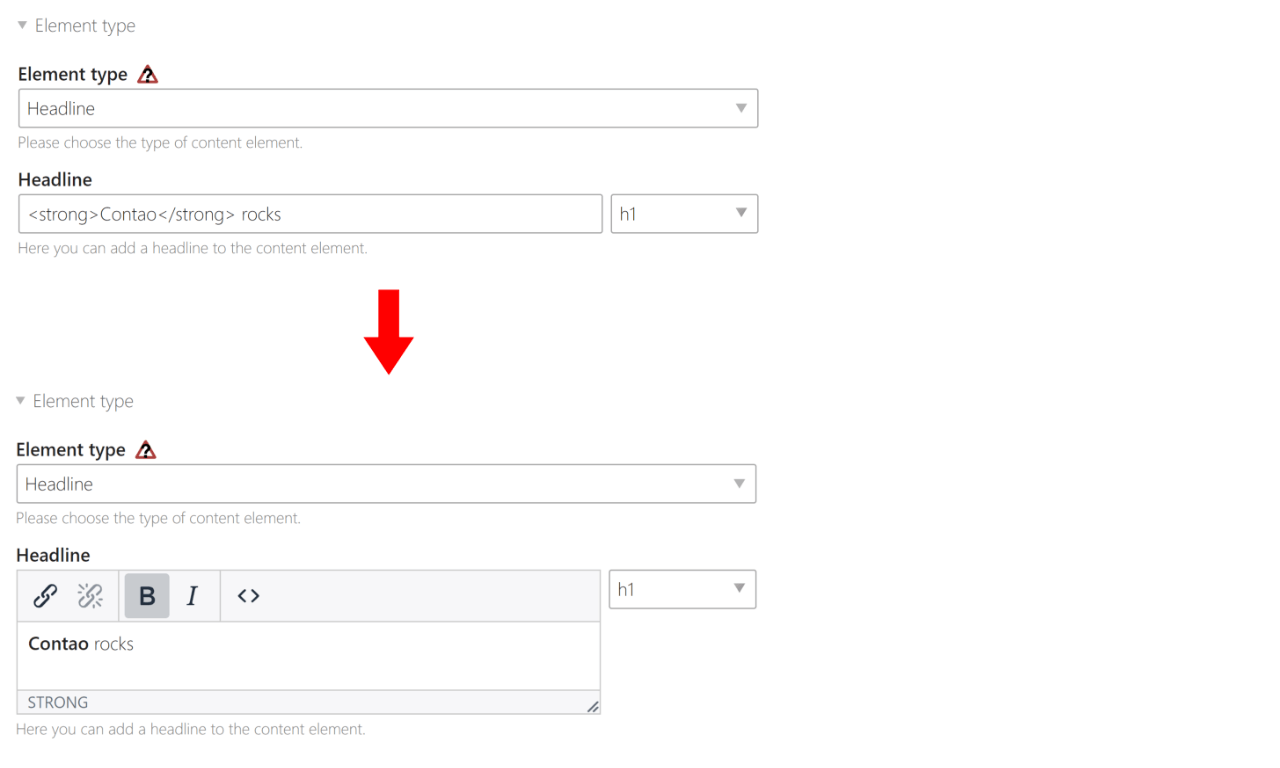 Element type
Element type
Headline
Please choose the type of content element.
Headline
<strong>Contao</strong> rocks h1
Here you can add a headline to the content element.
Element type
Element type
Headline
Please choose the type of content element.
Headline
B I <> h1
Contao rocks
STRONG
Here you can add a headline to the content element.